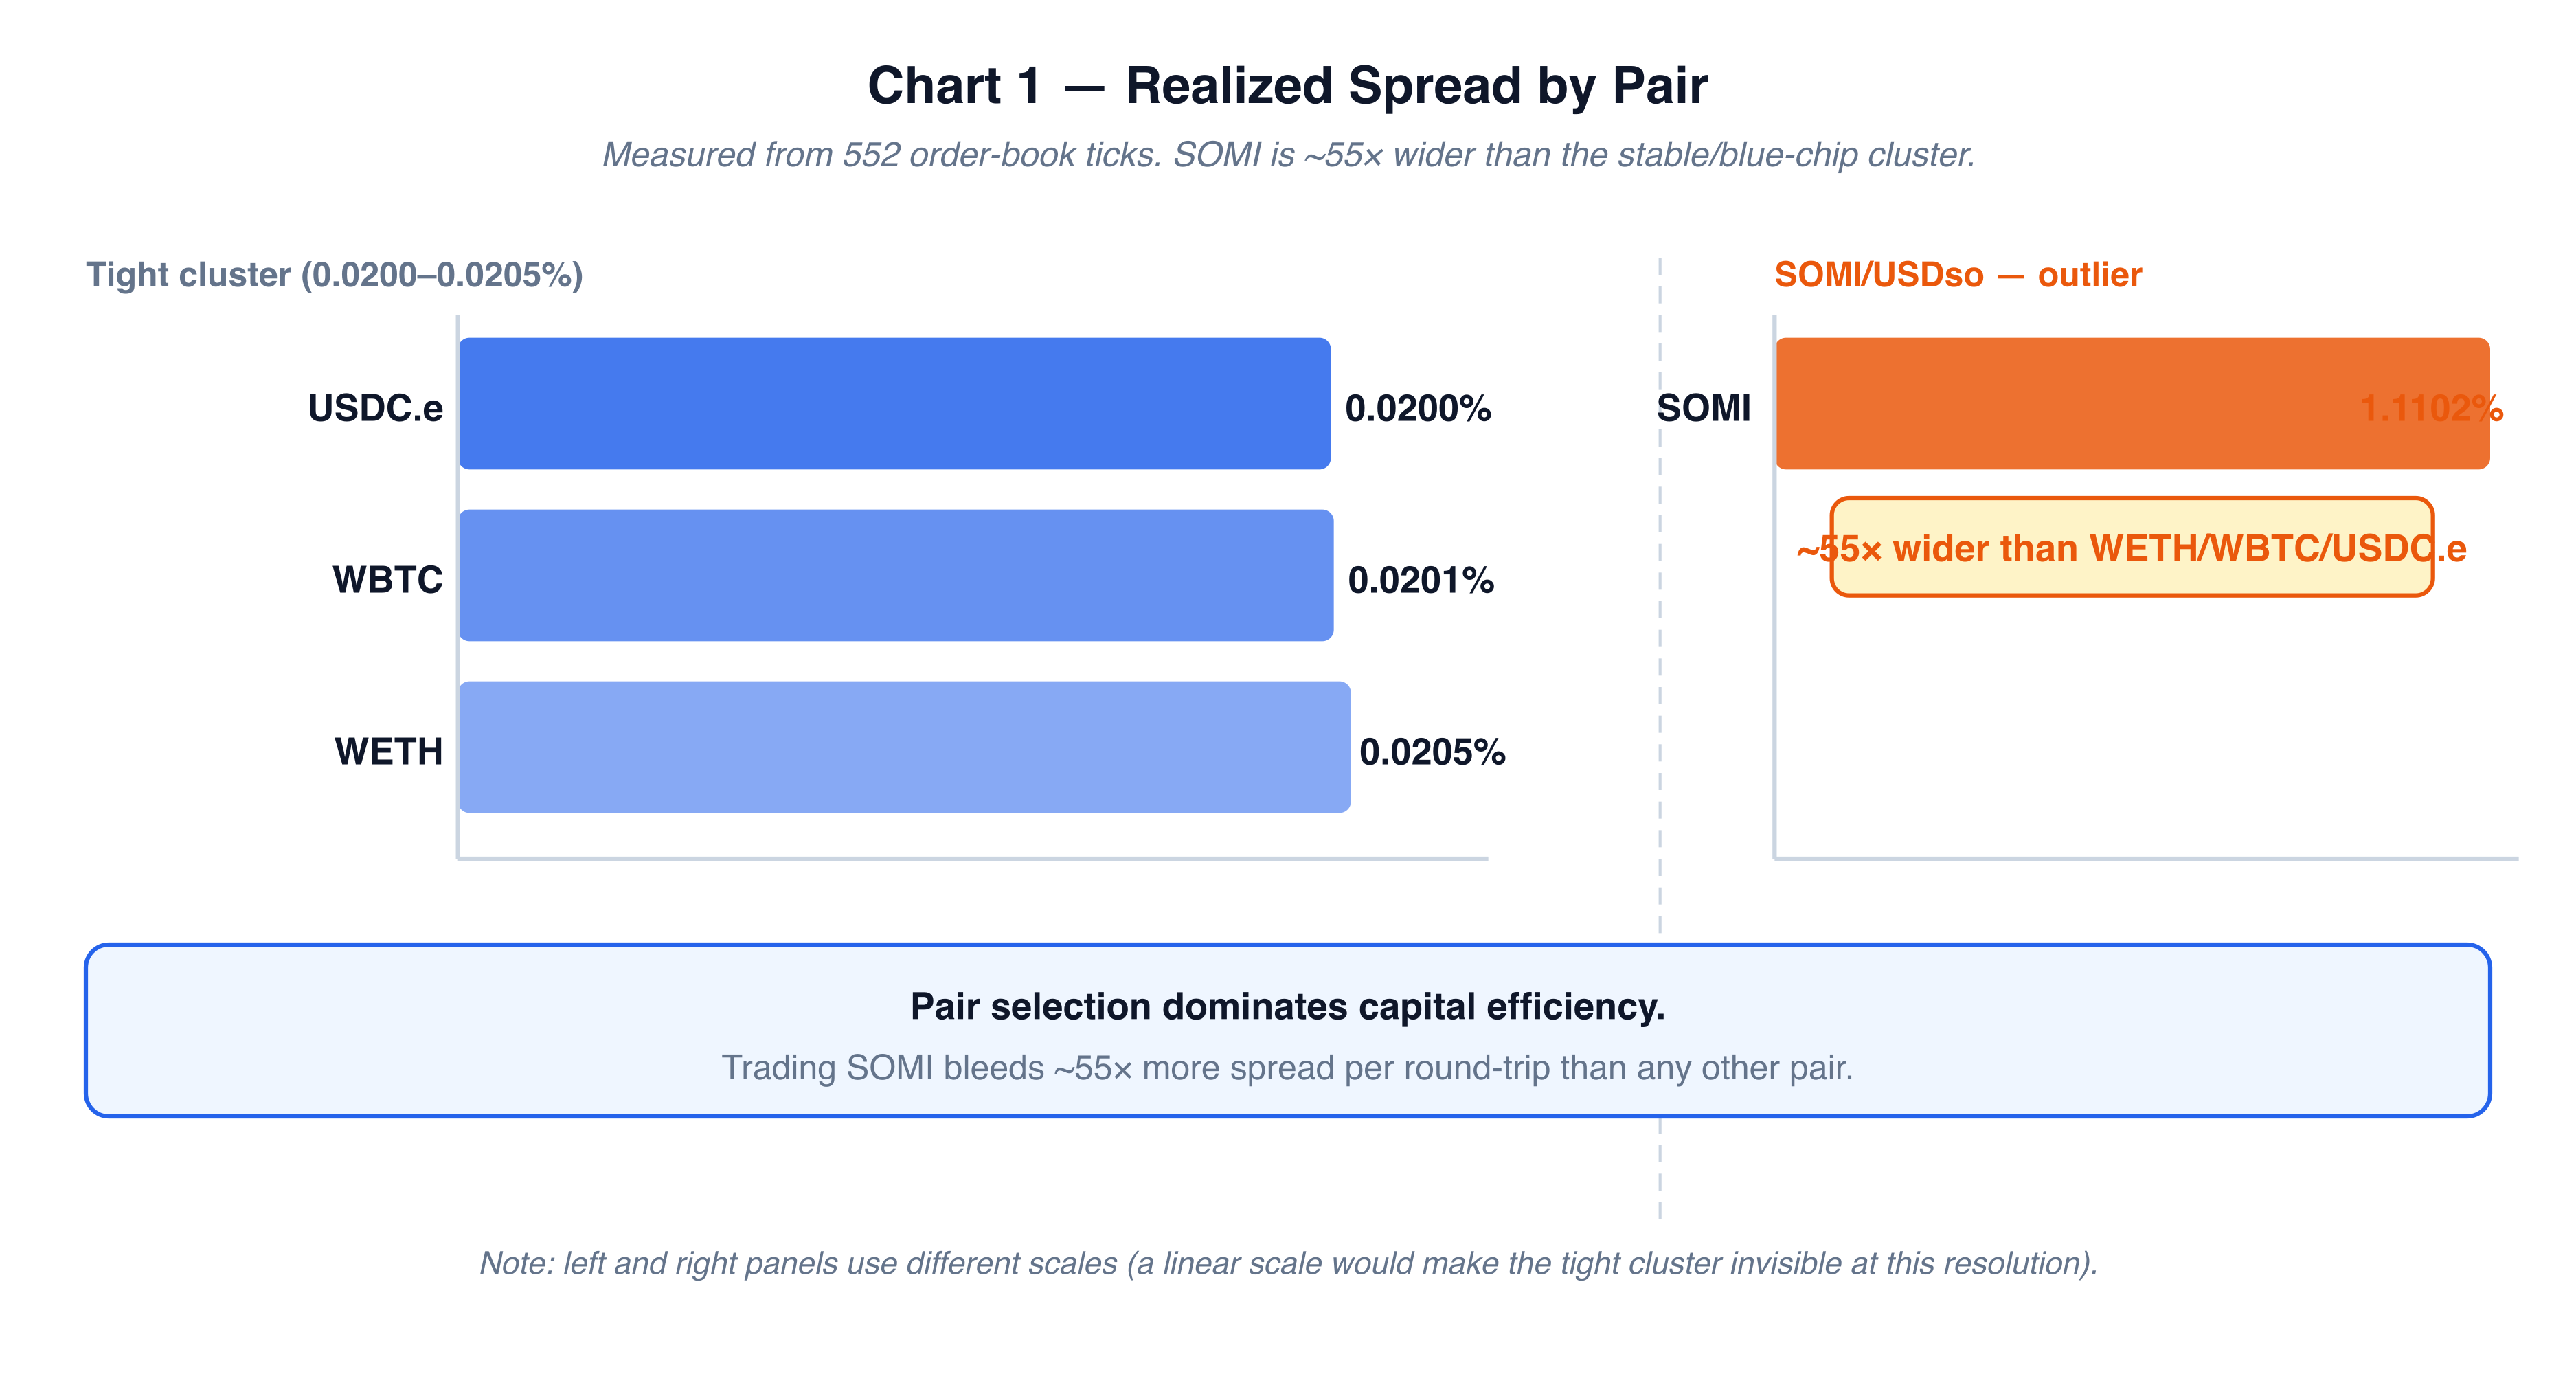 Chart 1 — Realized Spread by Pair
Measured from 552 order-book ticks. SOMI is ~55× wider than the stable/blue-chip cluster.
Tight cluster (0.0200–0.0205%)
USDC.e
0.0200%
WBTC
0.0201%
WETH
0.0205%
SOMI/USDso — outlier
SOMI
1.1102%
~55× wider than WETH/WBTC/USDC.e
Pair selection dominates capital efficiency.
Trading SOMI bleeds ~55× more spread per round-trip than any other pair.
Note: left and right panels use different scales (a linear scale would make the tight cluster invisible at this resolution).